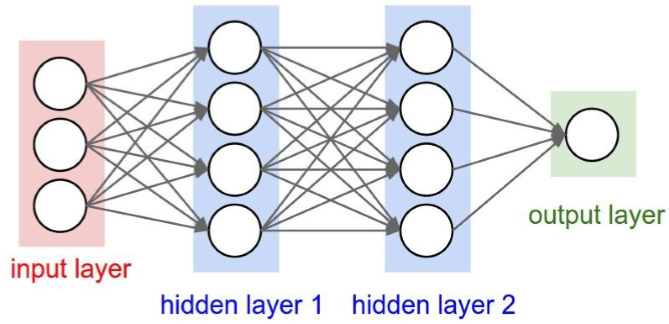 input layer
hidden layer 1
hidden layer 2
output layer